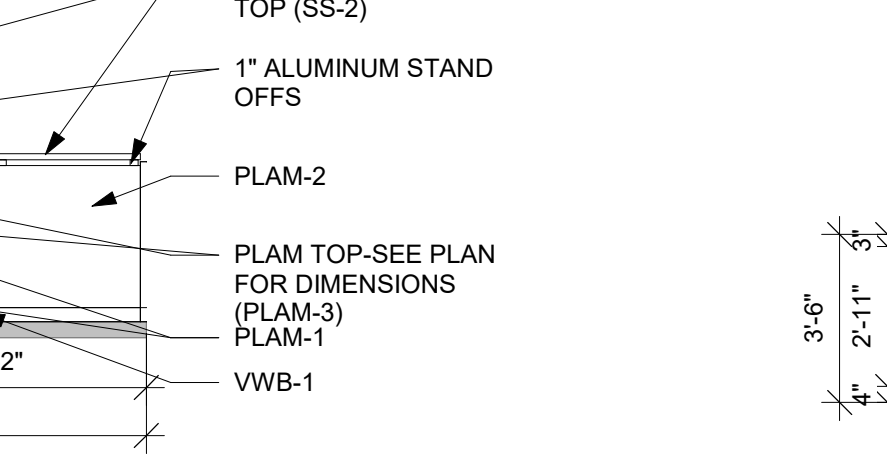 TOP (SS-2)
1" ALUMINUM STAND
OFFS
PLAM-2
PLAM TOP-SEE PLAN
FOR DIMENSIONS
(PLAM-3)
PLAM-1
VWB-1
2"
3'-6"
3"
2'-11"
4"